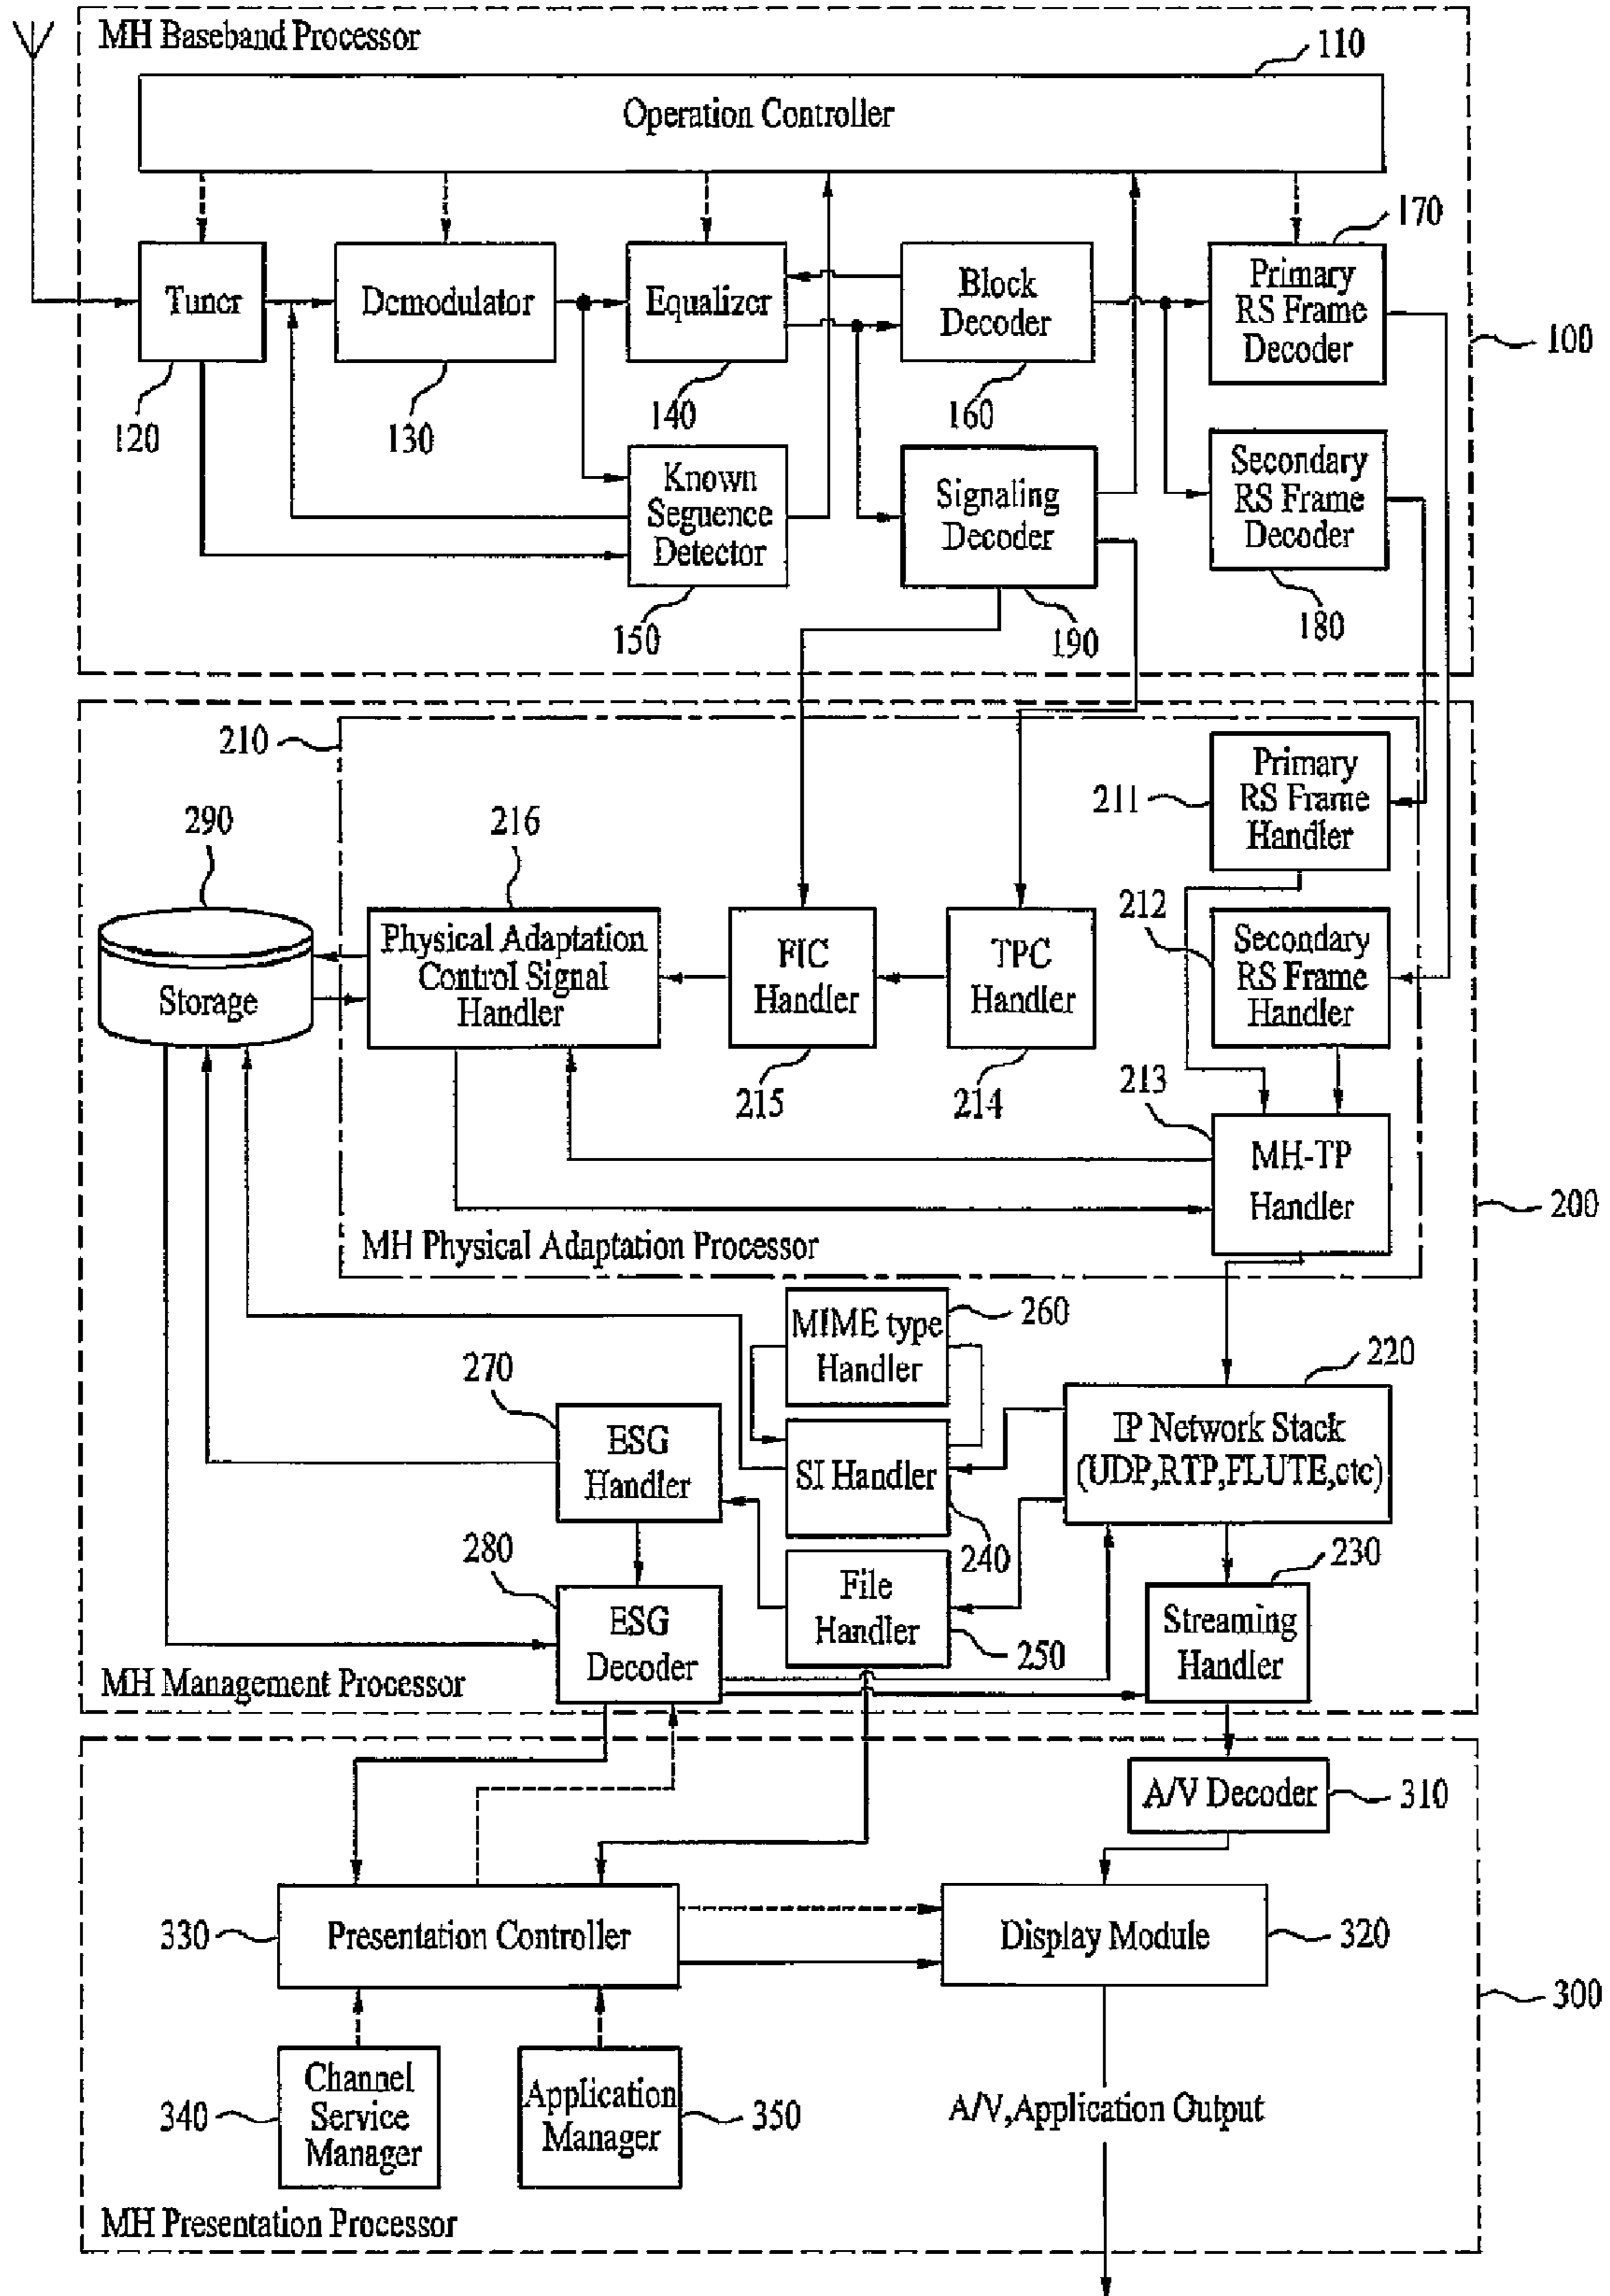 MH Baseband Processor
110
Operation Controller
170
Tuner
Demodulator
Equalizer
Block
Decoder
Primary
RS Frame
Decoder
100
120
130
140
160
Known
Seguence
Detector
Signaling
Decoder
Secondary
RS Frame
Decoder
150
190
180
210
Primary
RS Frame
Handler
211
290
216
212
Storage
Physical Adaptation
Control Signal
Handler
FIC
Handler
TPC
Handler
Secondary
RS Frame
Handler
215
214
213
MH-TP
Handler
200
MH Physical Adaptation Processor
MIME type
Handler
260
270
220
ESG
Handler
SI Handler
IP Network Stack
(UDP,RTP,FLUTE,etc)
280
240
230
ESG
Decoder
File
Handler
250
Streaming
Handler
MH Management Processor
A/V Decoder
310
330
Presentation Controller
Display Module
320
300
340
Channel
Service
Manager
Application
Manager
350
A/V,Application Output
MH Presentation Processor